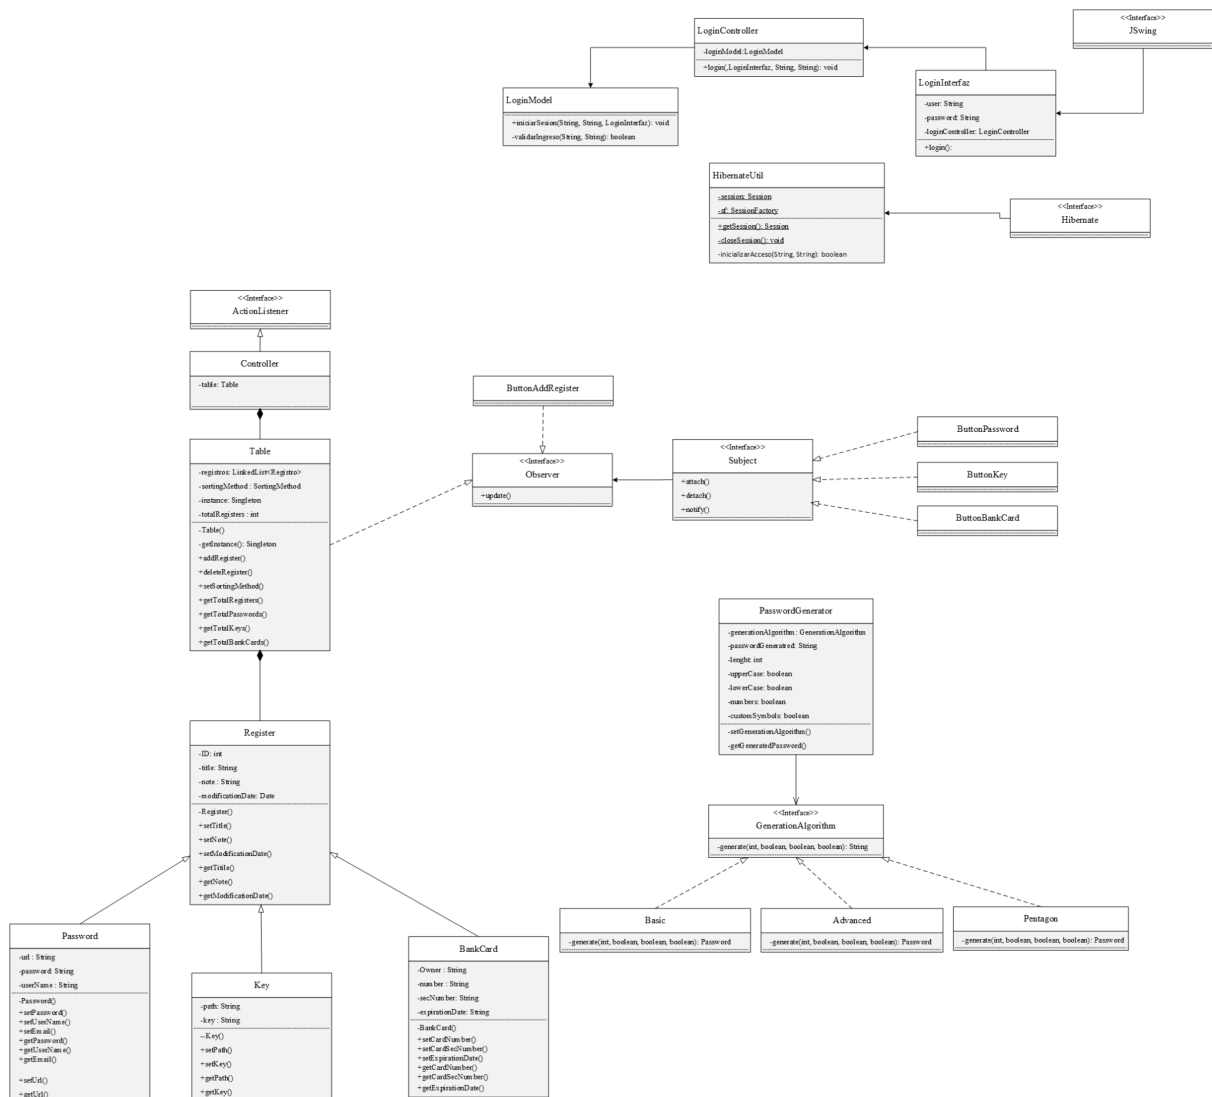 LoginController
-loginModel:LoginModel
+login(,LoginInterfaz, String, String): void
<<Interface>>
JSwing
LoginModel
+iniciarSesion(String, String, LoginInterfaz): void
-validarIngreso(String, String): boolean
LoginInterfaz
-user: String
-password: String
-loginController: LoginController
+login():
HibernateUtil
-session: Session
-sf: SessionFactory
+getSession(): Session
-closeSession(): void
-inicializarAcceso(String, String): boolean
<<Interface>>
Hibernate
<<Interface>>
ActionListener
Controller
-table: Table
Table
-registros: LinkedList<Registro>
-sortingMethod : SortingMethod
-instance: Singleton
-totalRegisters : int
-Table()
-getInstance(): Singleton
+addRegister()
+deleteRegister()
+setSortingMethod()
+getTotalRegisters()
+getTotalPasswords()
+getTotalKeys()
+getTotalBankCards()
ButtonAddRegister
<<Interface>>
Observer
+update()
<<Interface>>
Subject
+attach()
+detach()
+notify()
ButtonPassword
ButtonKey
ButtonBankCard
PasswordGenerator
-generationAlgorithm : GenerationAlgorithm
-passwordGeneratred: String
-lenght: int
-upperCase: boolean
-lowerCase: boolean
-numbers: boolean
-customSymbols: boolean
-setGenerationAlgorithm()
-getGeneratedPassword()
<<Interface>>
GenerationAlgorithm
-generate(int, boolean, boolean, boolean): String
Basic
-generate(int, boolean, boolean, boolean): Password
Advanced
-generate(int, boolean, boolean, boolean): Password
Pentagon
-generate(int, boolean, boolean, boolean): Password
Register
-ID: int
-title: String
-note : String
-modificationDate: Date
-Register()
+setTitle()
+setNote()
+setModificationDate()
+getTitile()
+getNote()
+getModificationDate()
Password
-url : String
-password: String
-userName : String
-Password()
+setPassword()
+setUserName()
+setEmail()
+getPassword()
+getUserName()
+getEmail()
+setUrl()
+getUrl()
Key
-path: String
-key : String
--Key()
+setPath()
+setKey()
+getPath()
+getKey()
BankCard
-Owner : String
-number : String
-secNumber: String
-expirationDate: String
-BankCard()
+setCardNumber()
+setCardSecNumber()
+setExpirationDate()
+getCardNumber()
+getCardSecNumber()
+getExpirationDate()